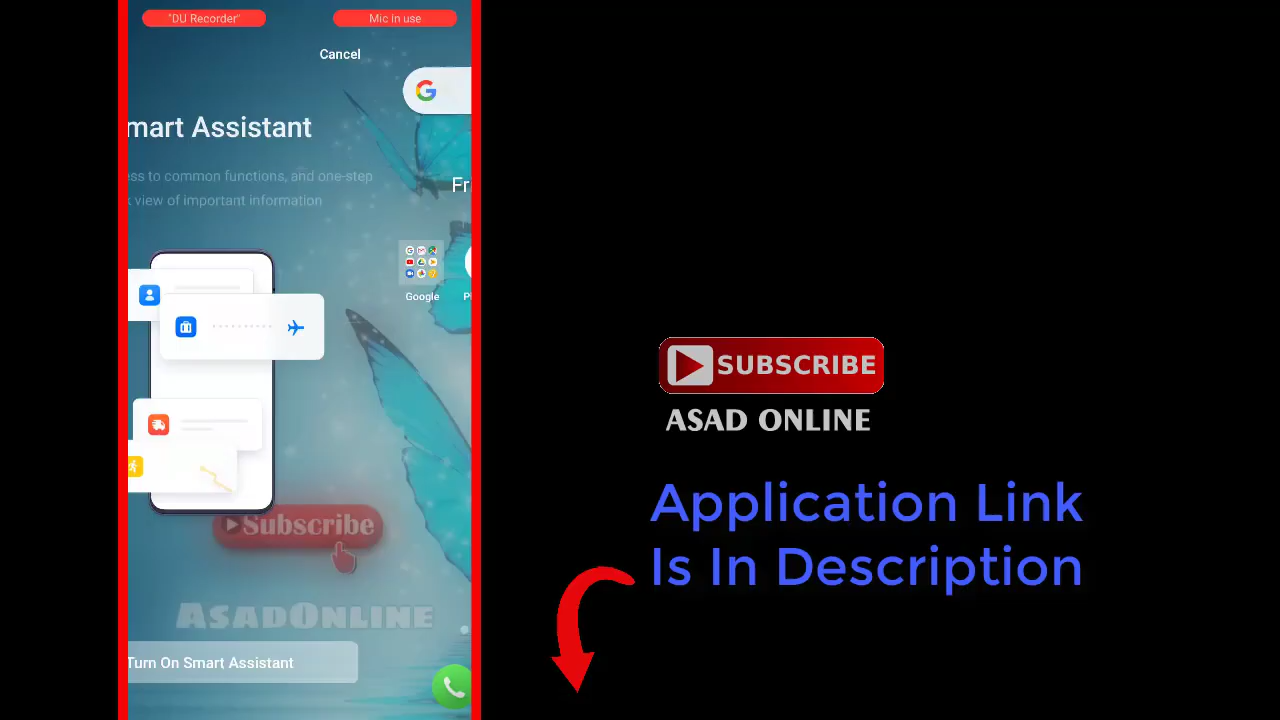 "DU Recorder"
Mic in use
Cancel
mart Assistant
ess to common functions, and one-step
view of important information
Fr
Google
Subscribe
AsadOnline
Turn On Smart Assistant
SUBSCRIBE
ASAD ONLINE
Application Link
Is In Description